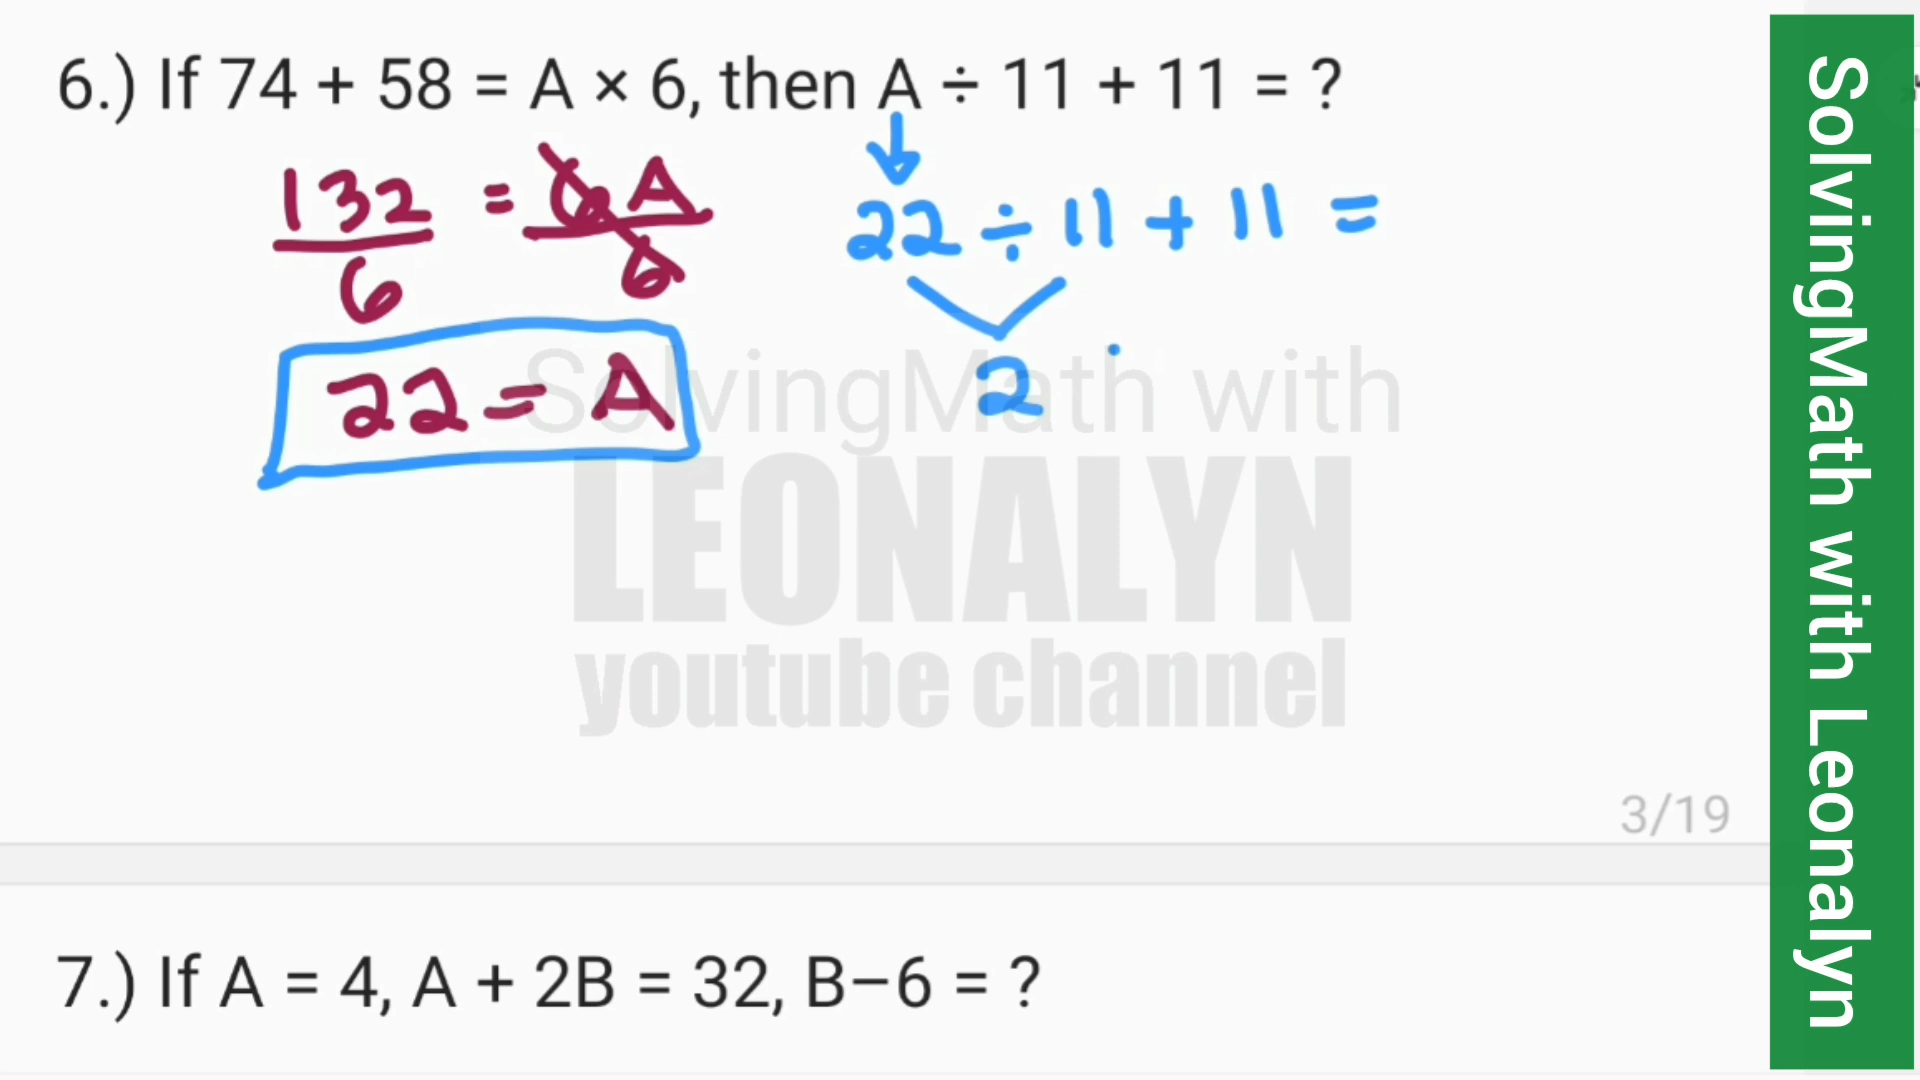 6.) If 74 + 58 = A × 6, then A ÷ 11 + 11 = ?
132 = 6A
6 6
22 = A
22 ÷ 11 + 11 =
2
SolvingMath with
LEONALYN
youtube channel
3/19
7.) If A = 4, A + 2B = 32, B–6 = ?
SolvingMath with Leonalyn